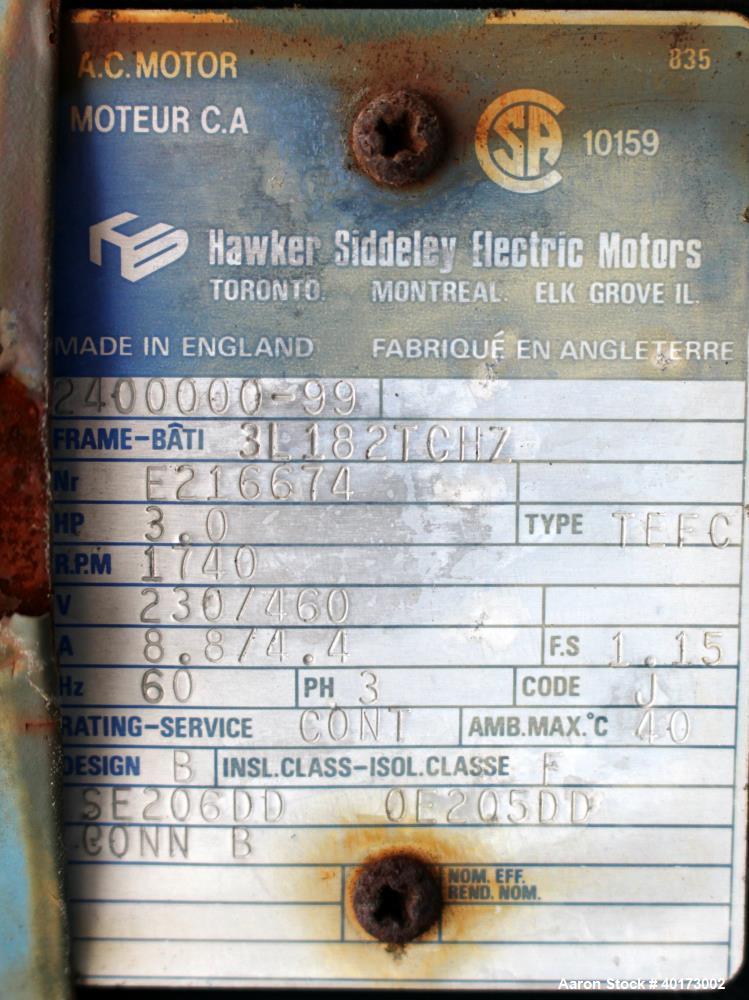 A.C. MOTOR 835
MOTEUR C.A
CSA 10159
Hawker Siddeley Electric Motors
TORONTO. MONTREAL. ELK GROVE IL.
MADE IN ENGLAND FABRIQUÉ EN ANGLETERRE
2400000-99
FRAME-BÂTI 3L182TCHZ
Nr E216674
HP 3.0 TYPE TEFC
R.P.M 1740
V 230/460
A 8.8/4.4 F.S 1.15
Hz 60 PH 3 CODE J
RATING-SERVICE CONT AMB.MAX.°C 40
DESIGN B INSL.CLASS-ISOL.CLASSE F
SE206DD OE205DD
CONN B
NOM. EFF.
REND. NOM.
Aaron Stock # 40173002